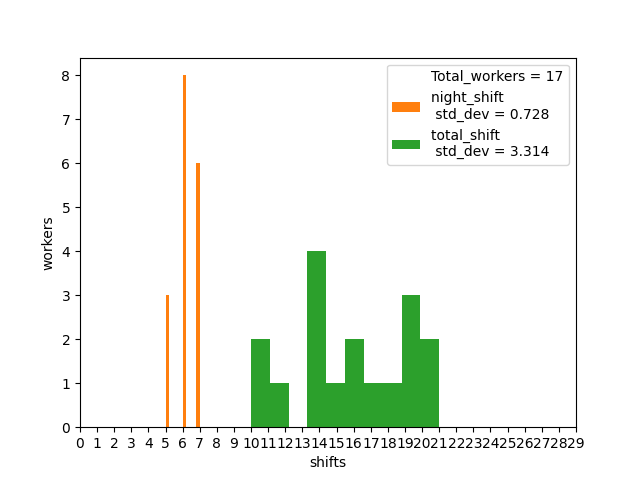 Total_workers = 17
night_shift
std_dev = 0.728
total_shift
std_dev = 3.314
8
7
6
5
4
3
2
1
0
workers
0 1 2 3 4 5 6 7 8 9 10 11 12 13 14 15 16 17 18 19 20 21 22 23 24 25 26 27 28 29
shifts